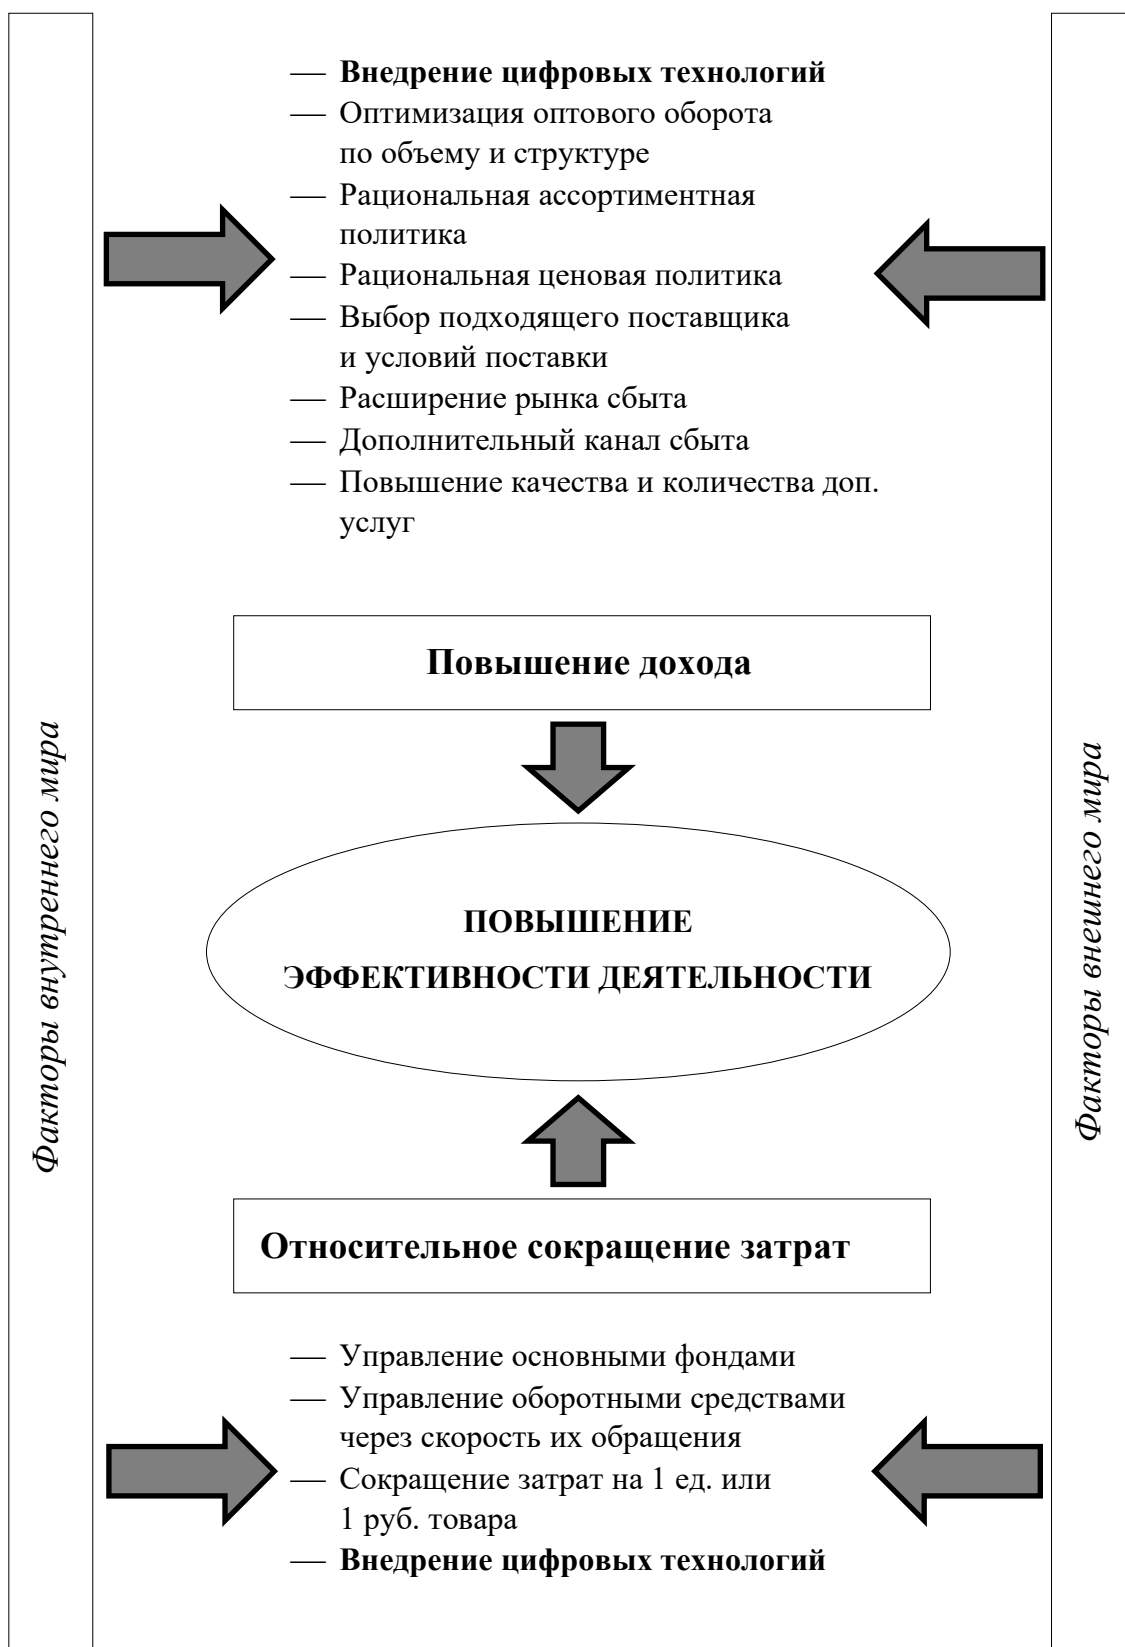 — Внедрение цифровых технологий
— Оптимизация оптового оборота
по объему и структуре
— Рациональная ассортиментная
политика
— Рациональная ценовая политика
— Выбор подходящего поставщика
и условий поставки
— Расширение рынка сбыта
— Дополнительный канал сбыта
— Повышение качества и количества доп.
услуг
Повышение дохода
Факторы внутреннего мира
Факторы внешнего мира
ПОВЫШЕНИЕ
ЭФФЕКТИВНОСТИ ДЕЯТЕЛЬНОСТИ
Относительное сокращение затрат
— Управление основными фондами
— Управление оборотными средствами
через скорость их обращения
— Сокращение затрат на 1 ед. или
1 руб. товара
— Внедрение цифровых технологий